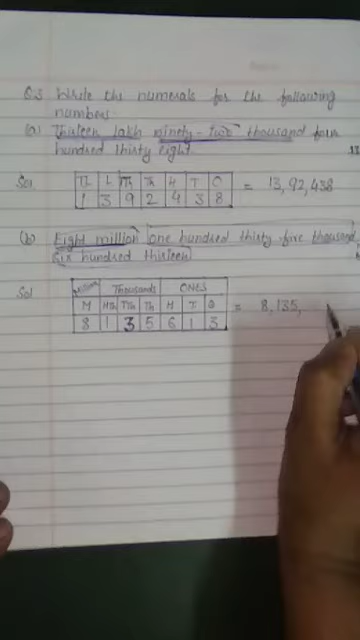 Q.3 Write the numerals for the following
numbers.
(a) Thirteen lakh ninety-two thousand four
hundred thirty eight.
Sol TL L TTh Th H T O
1 3 9 2 4 3 8 = 13,92,438
(b) Eight million one hundred thirty-five thousand
six hundred thirteen
Sol Thousands ONES
M HTh TTh Th H T O
8 1 3 5 6 1 3 = 8,135,